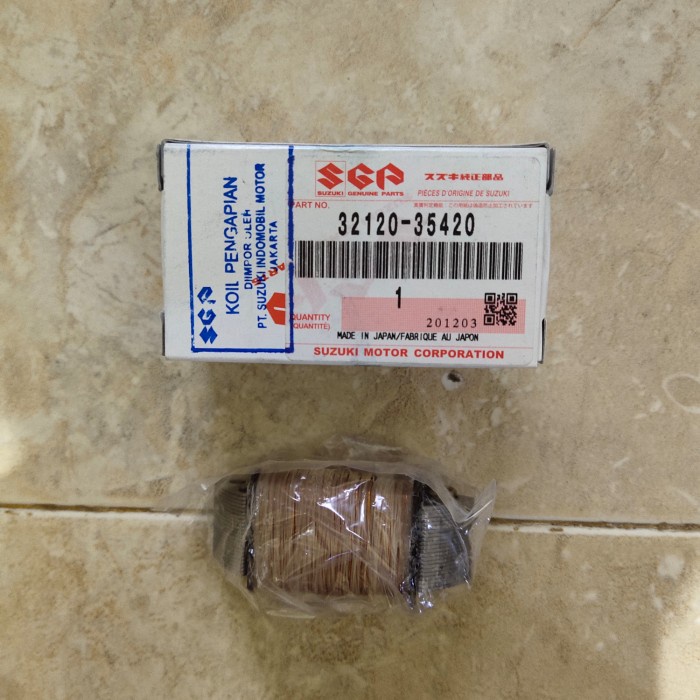 SGP
SUZUKI GENUINE PARTS
スズキ純正部品
PIÈCES D'ORIGINE DE SUZUKI
PART NO.
32120-35420
QUANTITY
QUANTITÉ)
1
201203
MADE IN JAPAN/FABRIQUE AU JAPON
SUZUKI MOTOR CORPORATION
SGP
KOIL PENGAPIAN
DIIMPOR OLEH
PT. SUZUKI INDOMOBIL MOTOR
JAKARTA